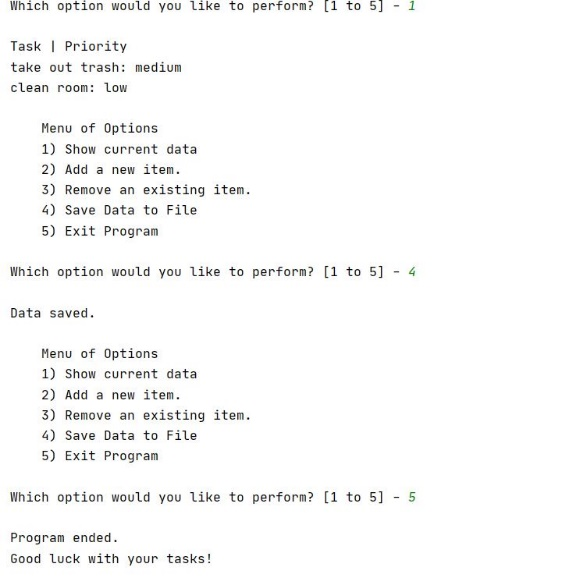 Which option would you like to perform? [1 to 5] - 1
Task | Priority
take out trash: medium
clean room: low
Menu of Options
1) Show current data
2) Add a new item.
3) Remove an existing item.
4) Save Data to File
5) Exit Program
Which option would you like to perform? [1 to 5] - 4
Data saved.
Menu of Options
1) Show current data
2) Add a new item.
3) Remove an existing item.
4) Save Data to File
5) Exit Program
Which option would you like to perform? [1 to 5] - 5
Program ended.
Good luck with your tasks!